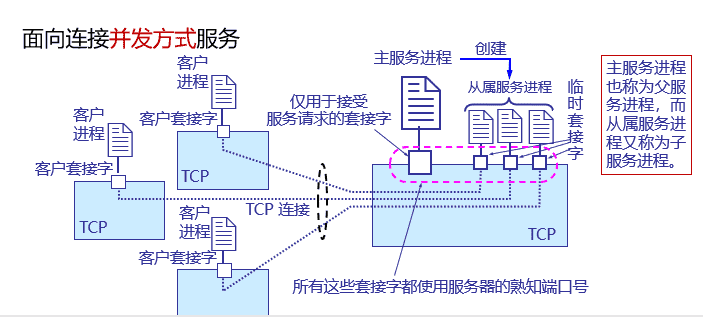 面向连接并发方式服务
客户
进程
客户套接字
TCP
客户
进程
客户套接字
TCP
客户
进程
客户套接字
TCP 连接
主服务进程
创建
从属服务进程
临时套接字
仅用于接受
服务请求的套接字
TCP
所有这些套接字都使用服务器的熟知端口号
主服务进程
也称为父服
务进程，而
从属服务进
程又称为子
服务进程。